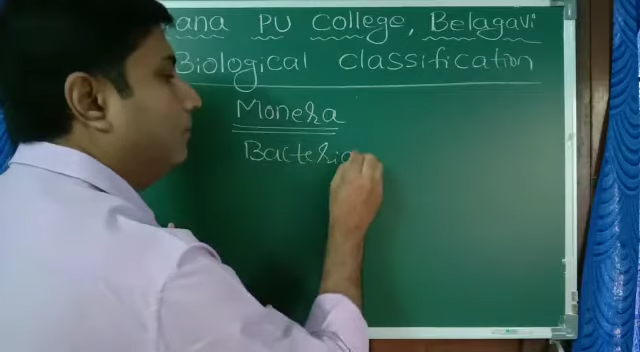 ana PU College, Belagavi
Biological classification
Monera
Bacteria